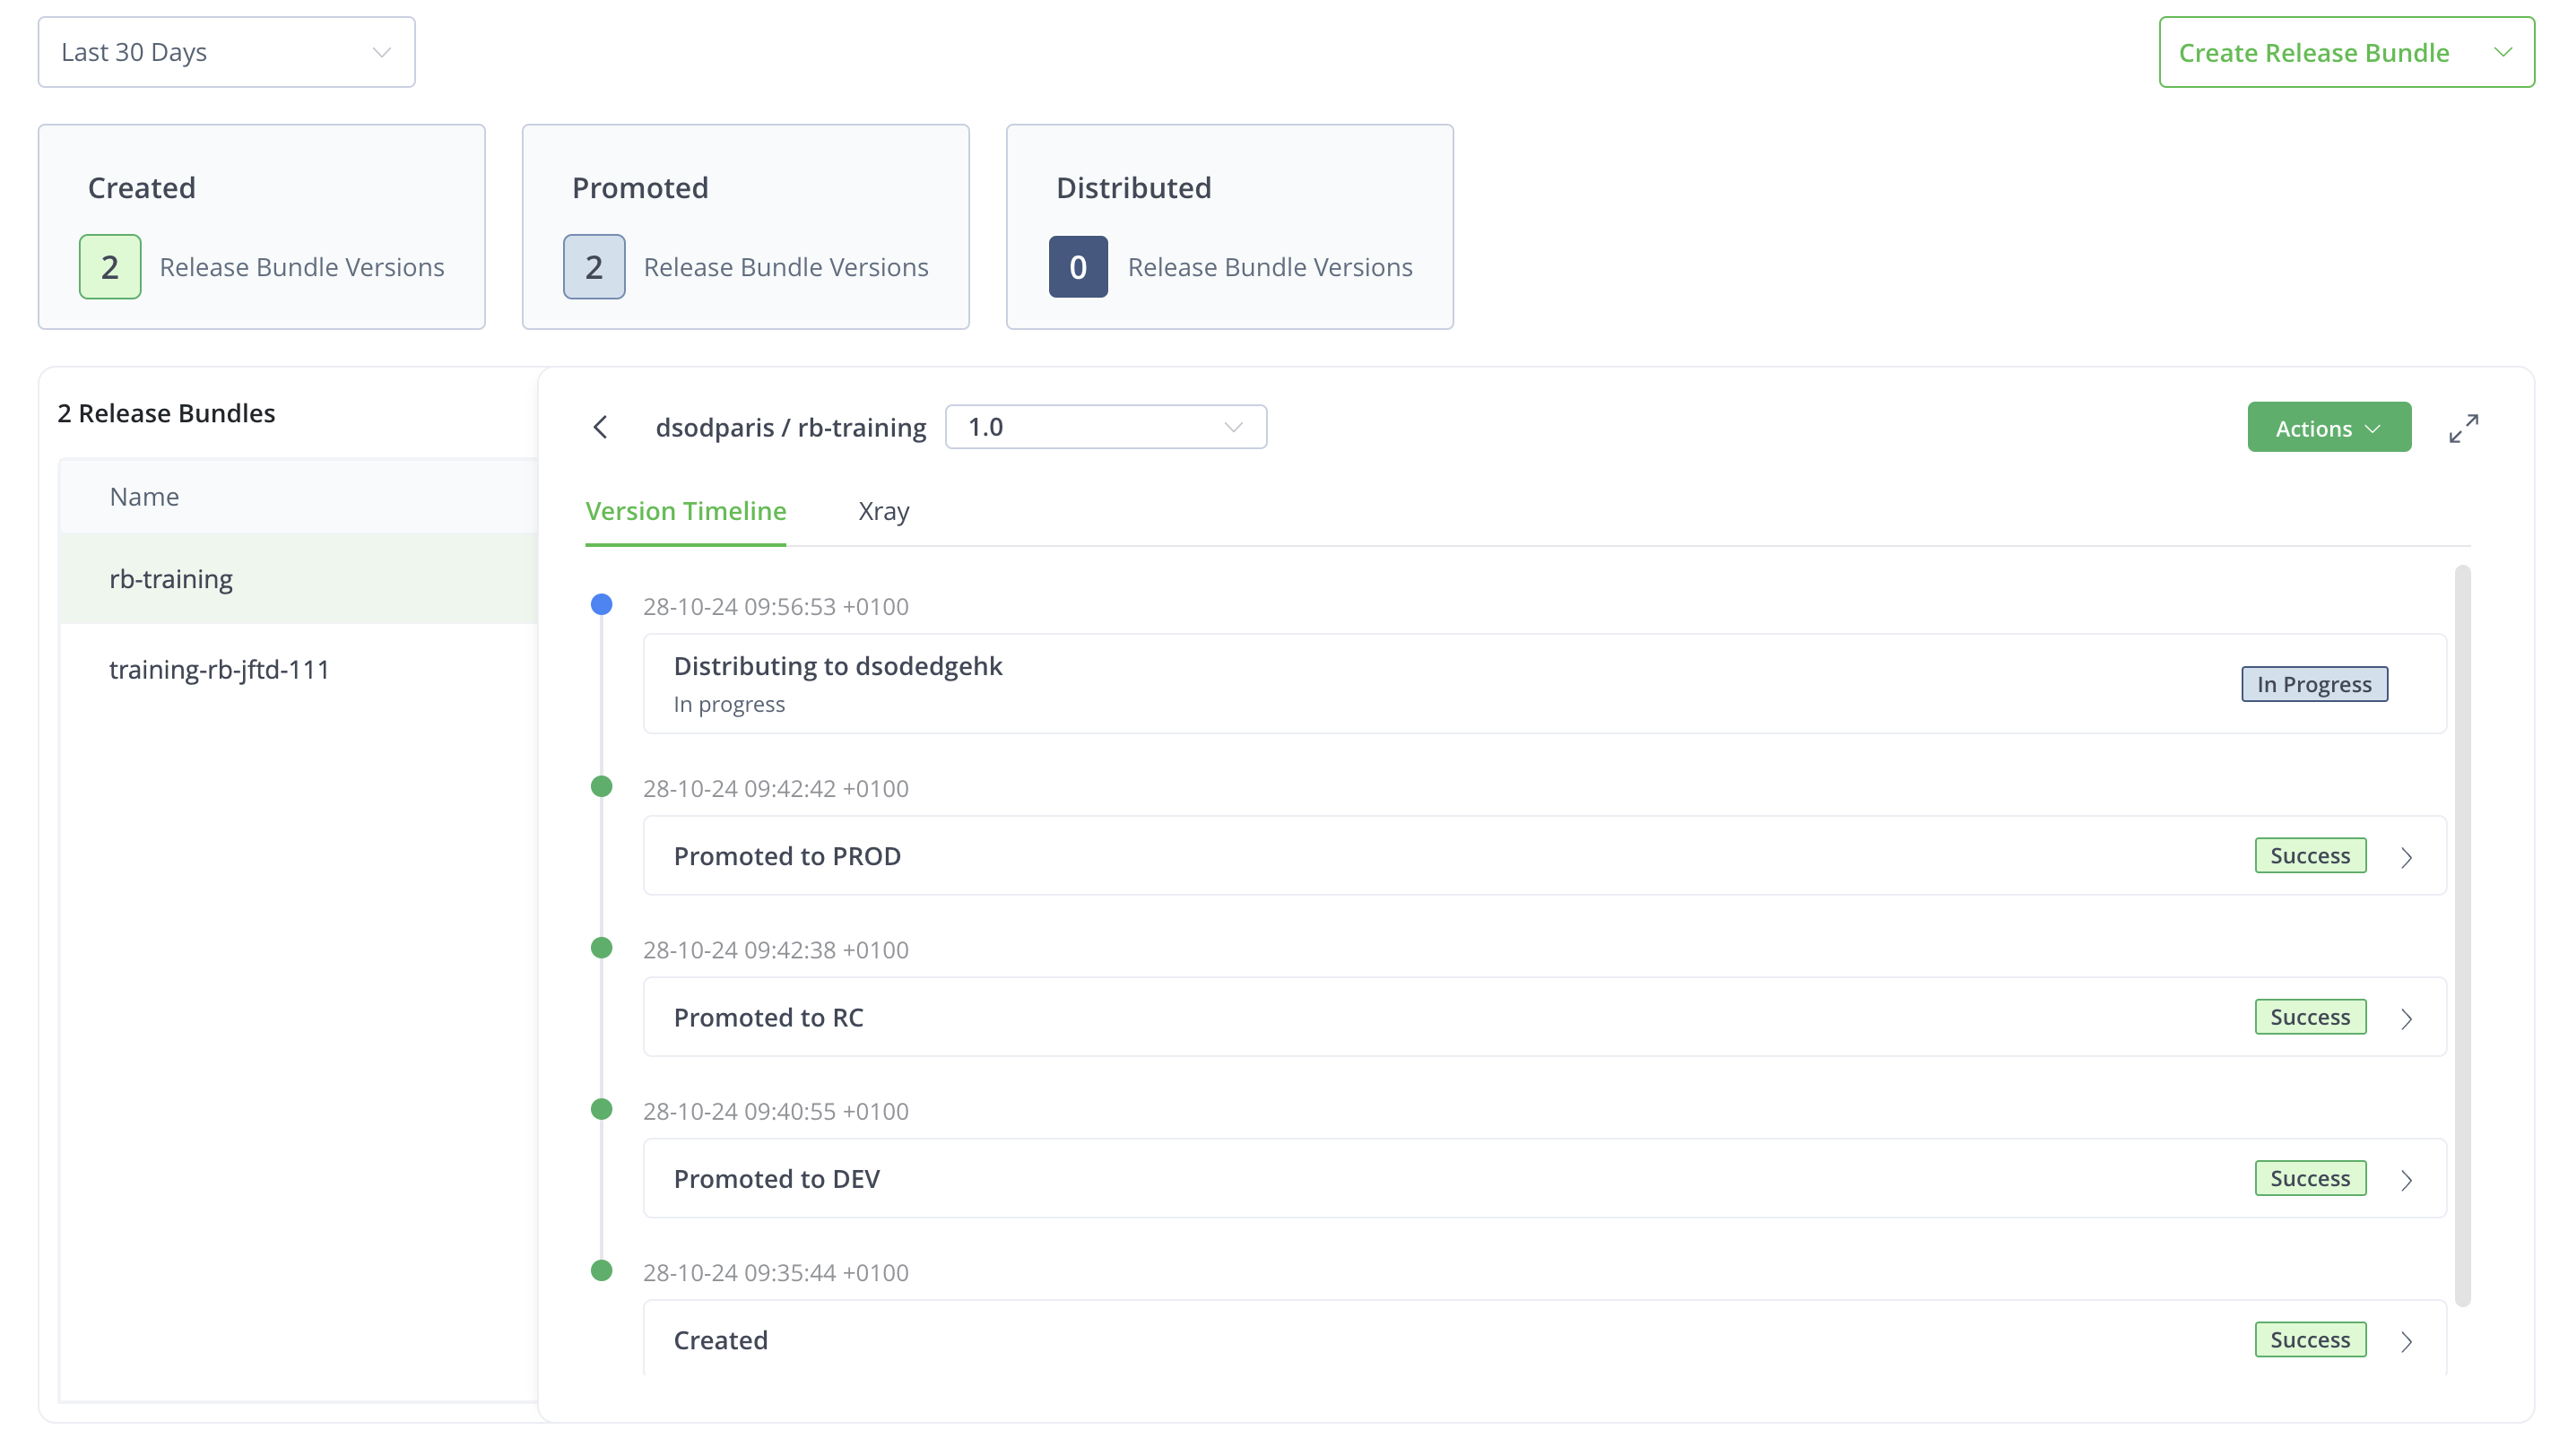 Last 30 Days
Create Release Bundle
Created
2 Release Bundle Versions
Promoted
2 Release Bundle Versions
Distributed
0 Release Bundle Versions
2 Release Bundles
Name
rb-training
training-rb-jftd-111
dsodparis / rb-training 1.0
Actions
Version Timeline Xray
28-10-24 09:56:53 +0100
Distributing to dsodedgehk
In progress
In Progress
28-10-24 09:42:42 +0100
Promoted to PROD
Success
28-10-24 09:42:38 +0100
Promoted to RC
Success
28-10-24 09:40:55 +0100
Promoted to DEV
Success
28-10-24 09:35:44 +0100
Created
Success